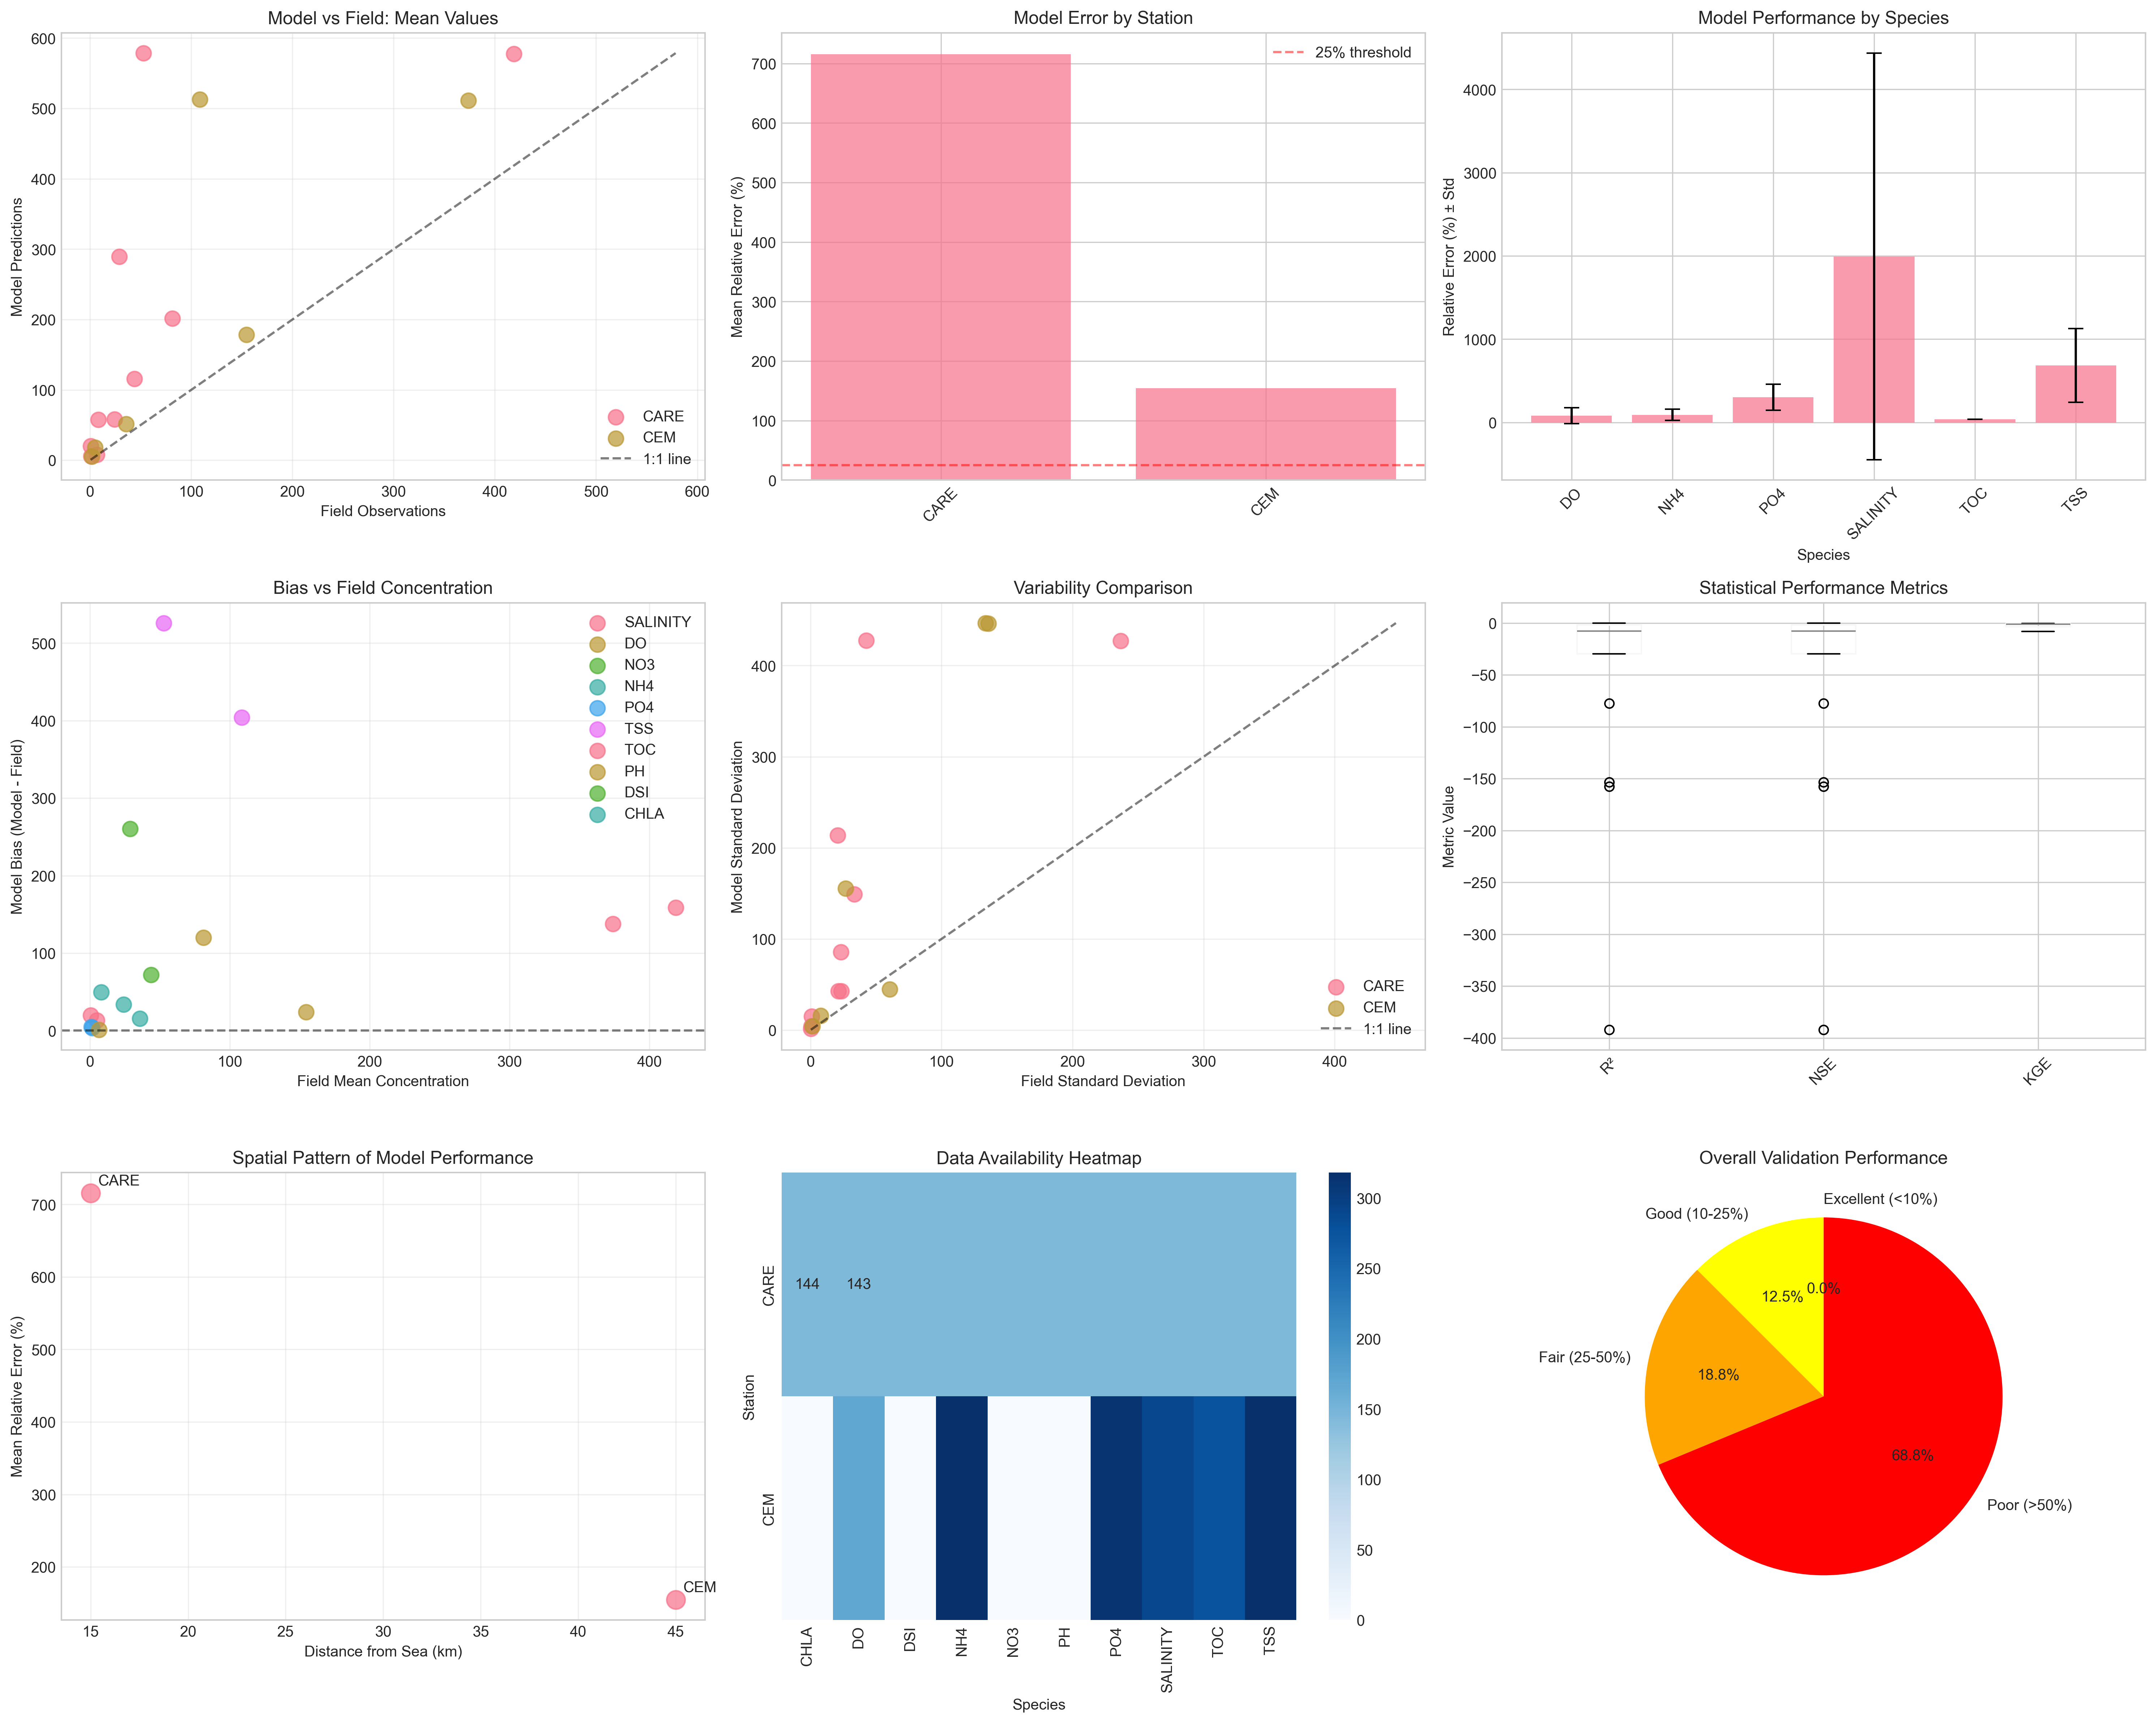 Model vs Field: Mean Values
600
500
400
300
200
100
0
0 100 200 300 400 500 600
Model Predictions
Field Observations
CARE
CEM
1:1 line
Model Error by Station
700
600
500
400
300
200
100
0
Mean Relative Error (%)
25% threshold
CARE
CEM
Model Performance by Species
4000
3000
2000
1000
0
Relative Error (%) ± Std
DO
NH4
PO4
SALINITY
TOC
TSS
Species
Bias vs Field Concentration
500
400
300
200
100
0
0 100 200 300 400
Model Bias (Model - Field)
Field Mean Concentration
SALINITY
DO
NO3
NH4
PO4
TSS
TOC
PH
DSI
CHLA
Variability Comparison
400
300
200
100
0
0 100 200 300 400
Model Standard Deviation
Field Standard Deviation
CARE
CEM
1:1 line
Statistical Performance Metrics
0
−50
−100
−150
−200
−250
−300
−350
−400
Metric Value
R²
NSE
KGE
Spatial Pattern of Model Performance
CARE
700
600
500
400
300
200
CEM
15 20 25 30 35 40 45
Mean Relative Error (%)
Distance from Sea (km)
Data Availability Heatmap
144 143
CARE
CEM
Station
CHLA
DO
DSI
NH4
NO3
PH
PO4
SALINITY
TOC
TSS
Species
300
250
200
150
100
50
0
Overall Validation Performance
Excellent (<10%)
Good (10-25%)
0.0%
12.5%
Fair (25-50%)
18.8%
68.8%
Poor (>50%)